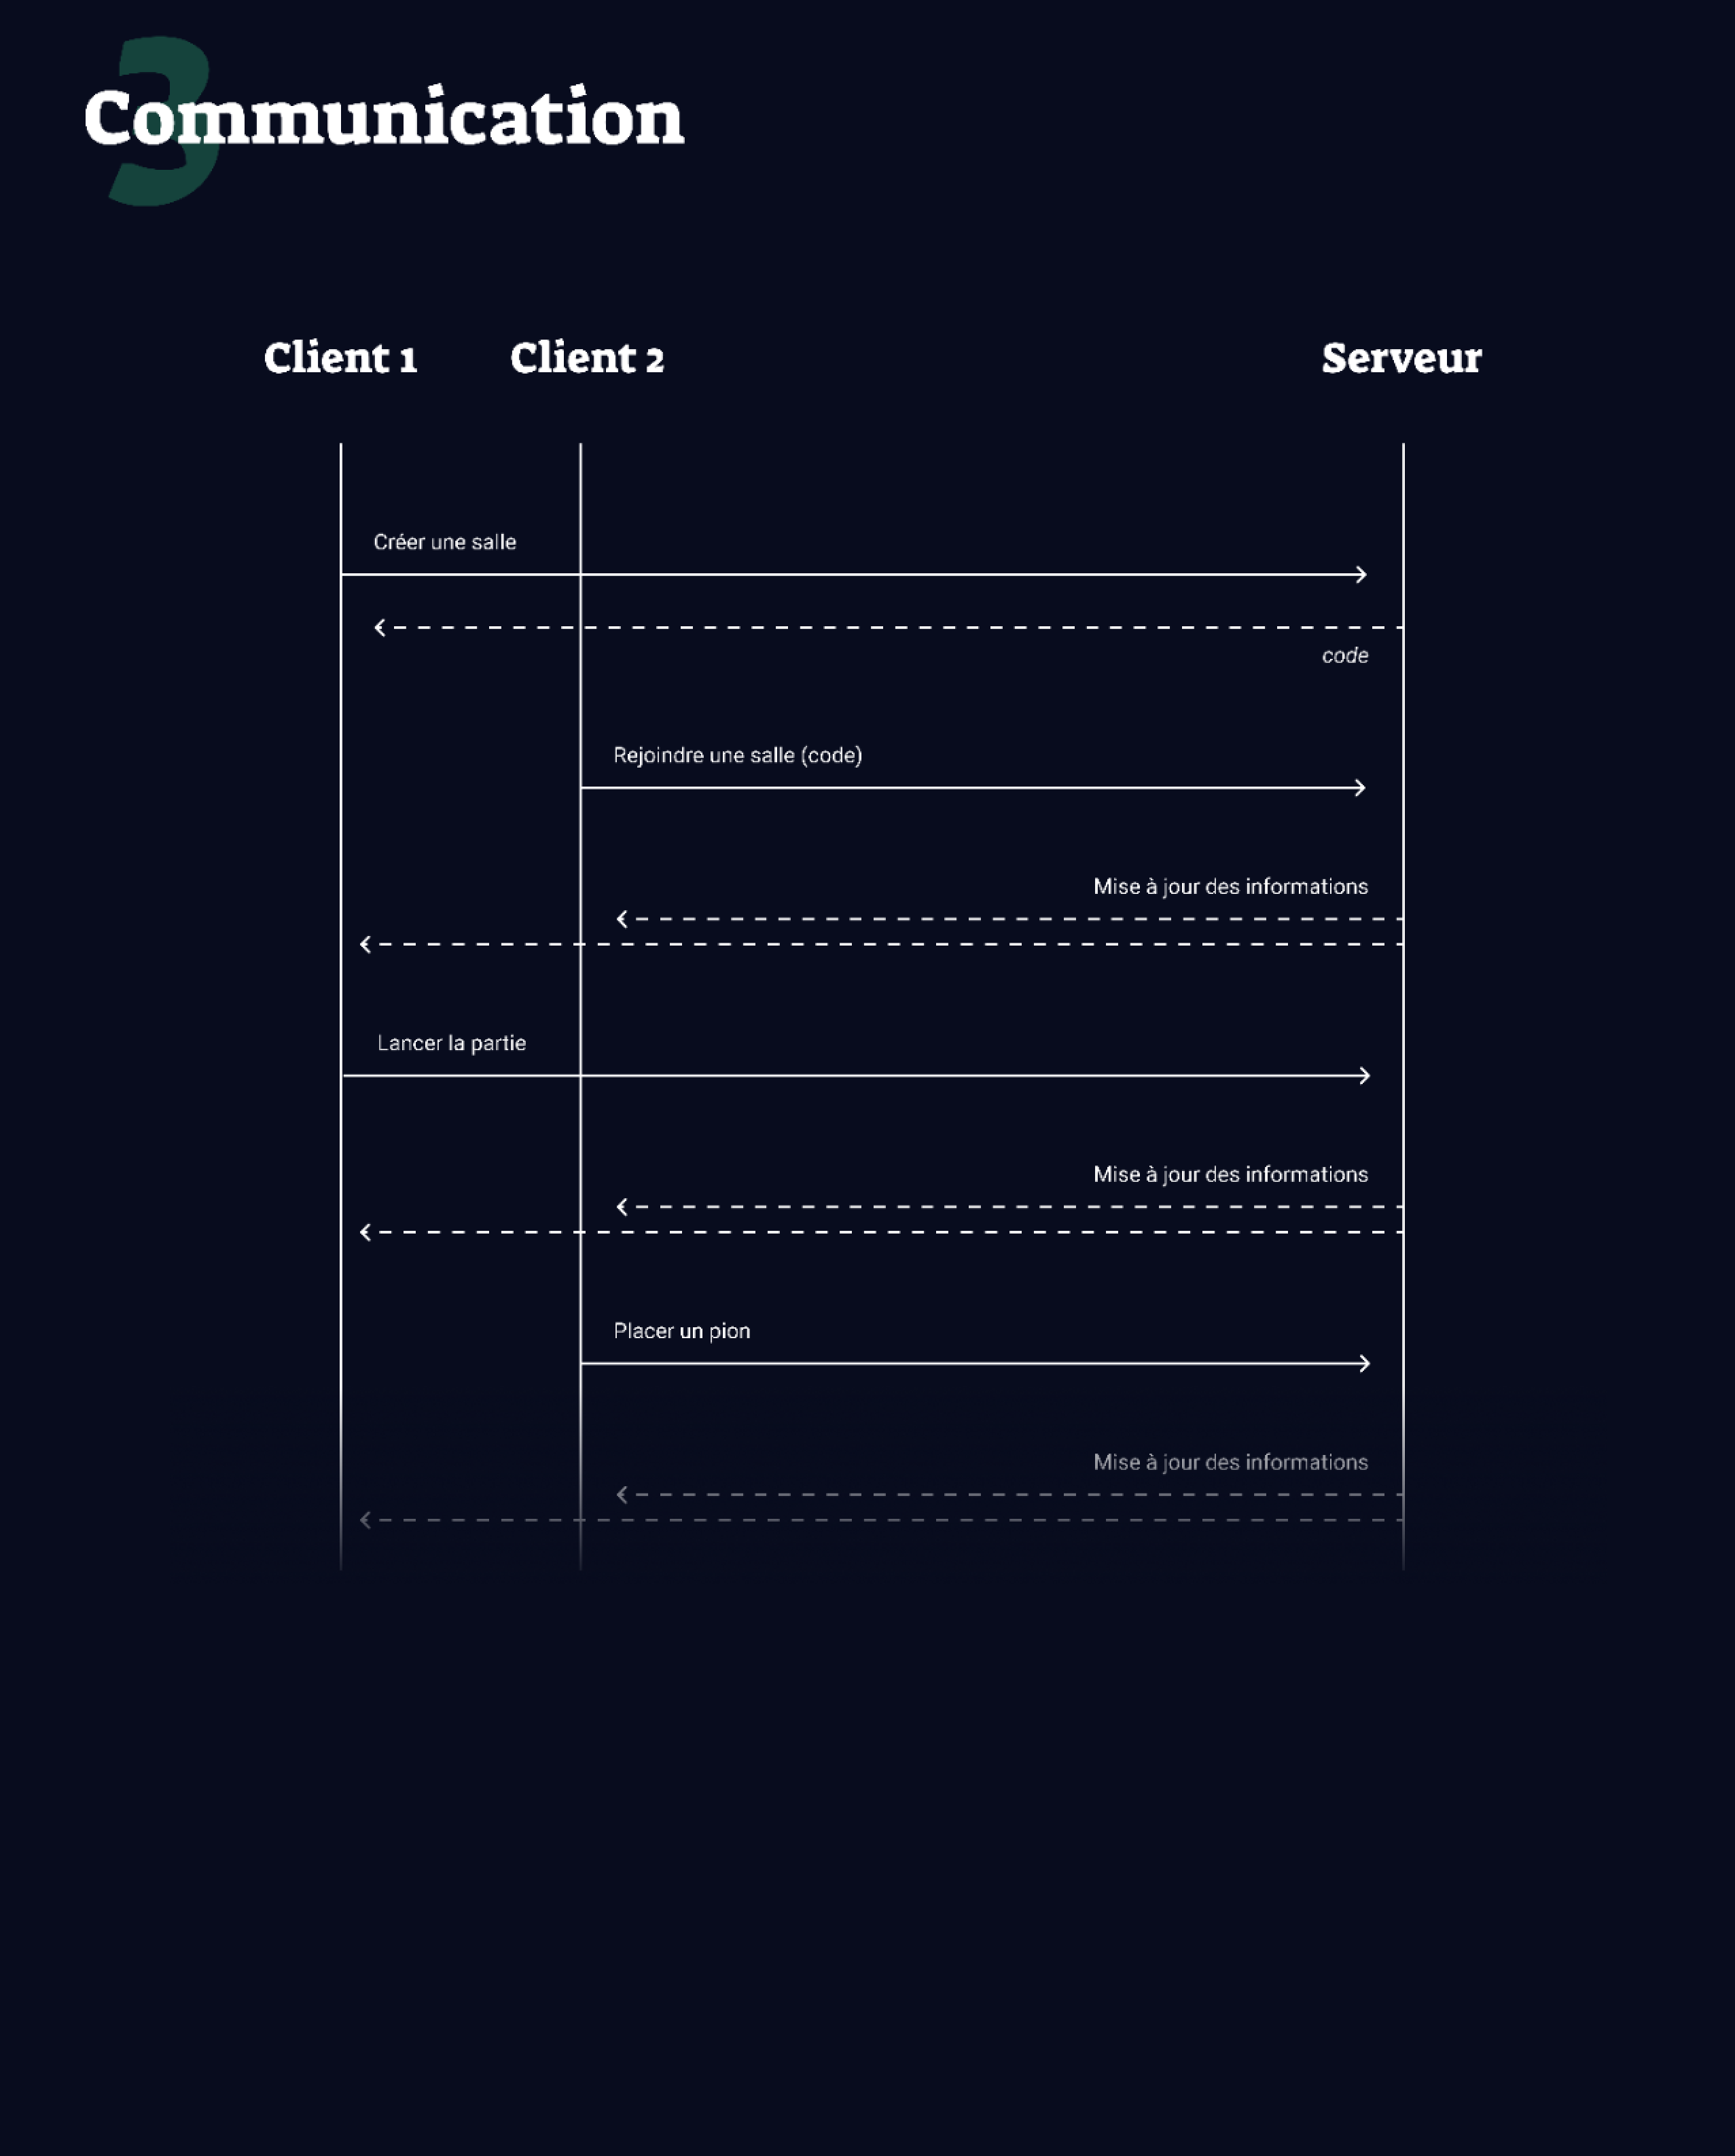 3
Communication
Client 1
Client 2
Serveur
Créer une salle
code
Rejoindre une salle (code)
Mise à jour des informations
Lancer la partie
Mise à jour des informations
Placer un pion
Mise à jour des informations